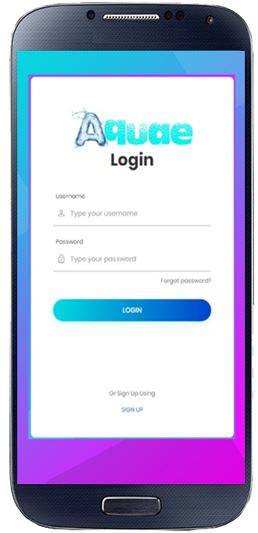 Aquae
Login
Username
Type your username
Password
Type your password
Forgot password?
LOGIN
Or Sign Up Using
SIGN UP